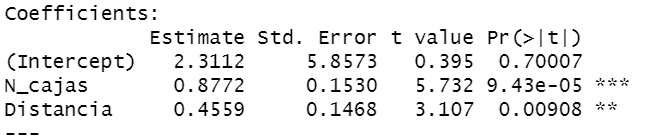 Coefficients:
Estimate Std. Error t value Pr(>|t|)
(Intercept) 2.3112 5.8573 0.395 0.70007
N_cajas 0.8772 0.1530 5.732 9.43e-05 ***
Distancia 0.4559 0.1468 3.107 0.00908 **
---